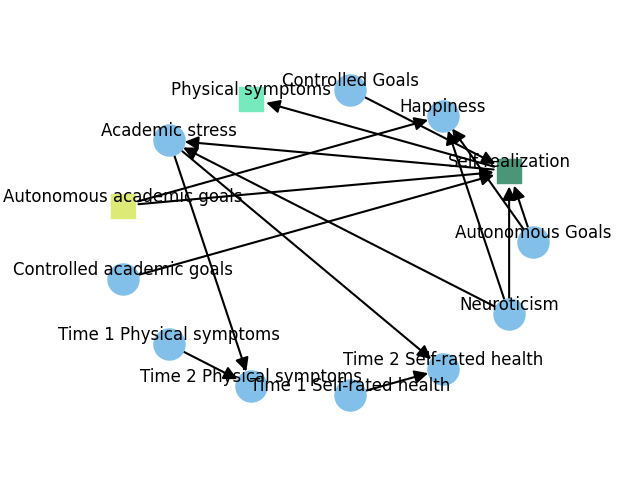 Controlled Goals
Physical symptoms
Happiness
Academic stress
Self-realization
Autonomous academic goals
Autonomous Goals
Controlled academic goals
Neuroticism
Time 1 Physical symptoms
Time 2 Self-rated health
Time 2 Physical symptoms
Time 1 Self-rated health